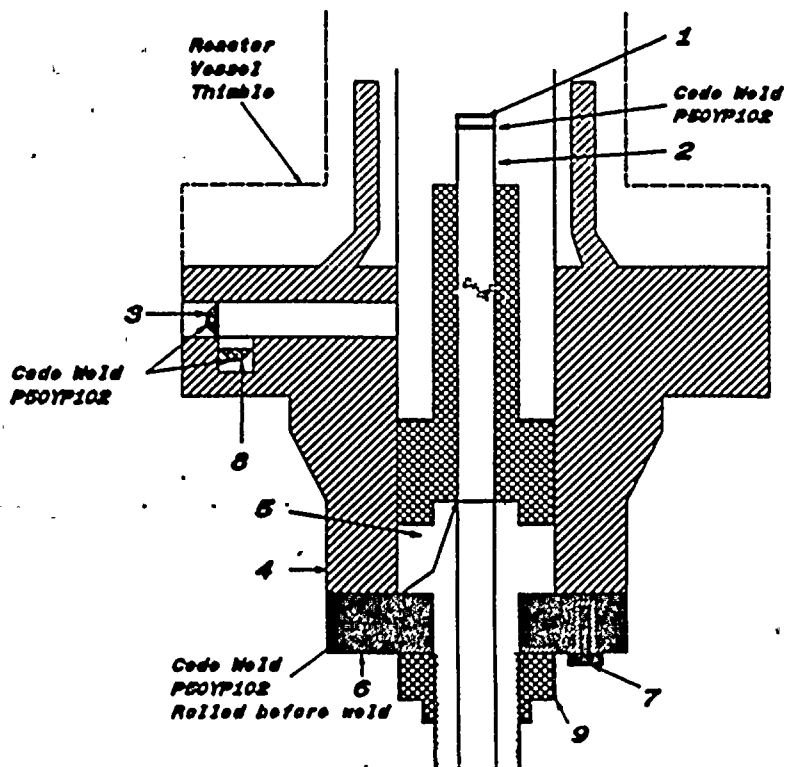 Reactor
Vessel
Thimble
1
Code Weld
P50YP102
2
3
Code Weld
P50YP102
8
5
4
Code Weld
P50YP102
Rolled before weld
6
7
9